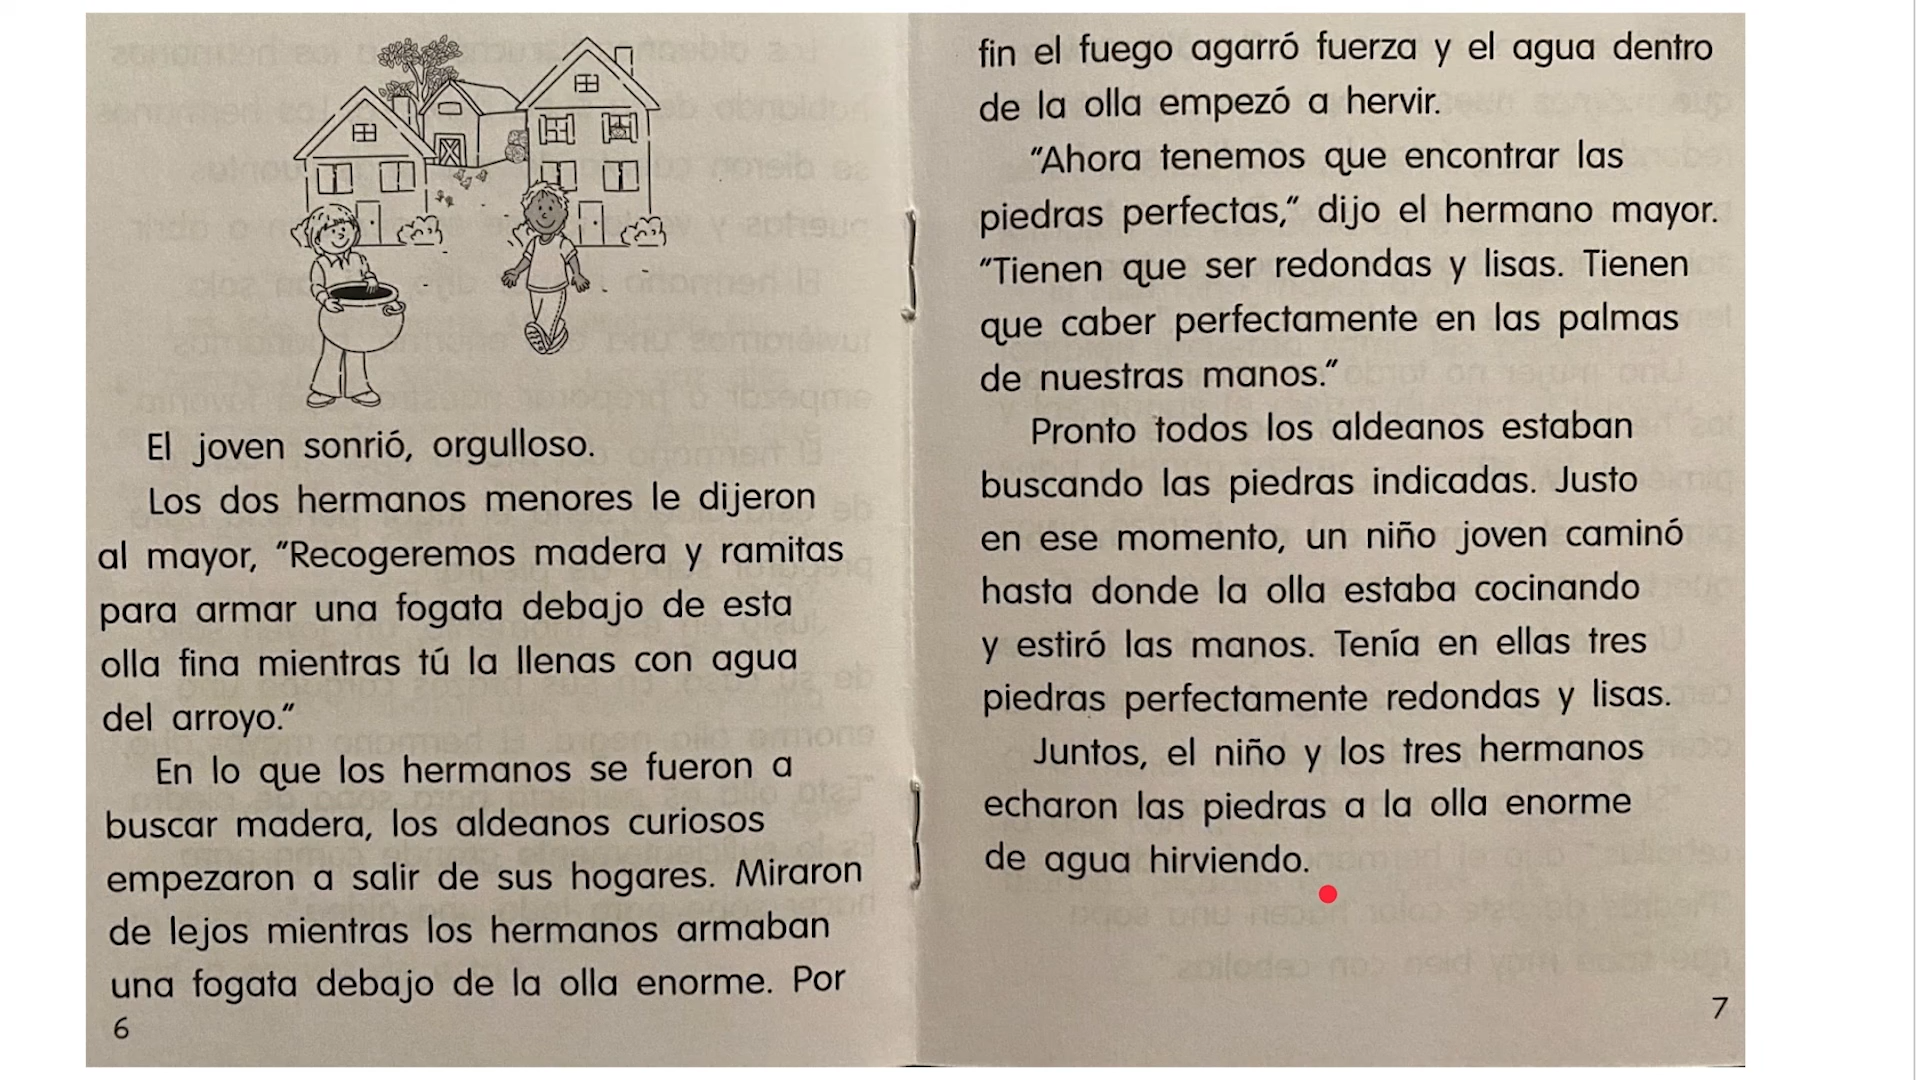 El joven sonrió, orgulloso.
Los dos hermanos menores le dijeron
al mayor, “Recogeremos madera y ramitas
para armar una fogata debajo de esta
olla fina mientras tú la llenas con agua
del arroyo.”
En lo que los hermanos se fueron a
buscar madera, los aldeanos curiosos
empezaron a salir de sus hogares. Miraron
de lejos mientras los hermanos armaban
una fogata debajo de la olla enorme. Por
6
fin el fuego agarró fuerza y el agua dentro
de la olla empezó a hervir.
“Ahora tenemos que encontrar las
piedras perfectas,” dijo el hermano mayor.
“Tienen que ser redondas y lisas. Tienen
que caber perfectamente en las palmas
de nuestras manos.”
Pronto todos los aldeanos estaban
buscando las piedras indicadas. Justo
en ese momento, un niño joven caminó
hasta donde la olla estaba cocinando
y estiró las manos. Tenía en ellas tres
piedras perfectamente redondas y lisas.
Juntos, el niño y los tres hermanos
echaron las piedras a la olla enorme
de agua hirviendo.
7